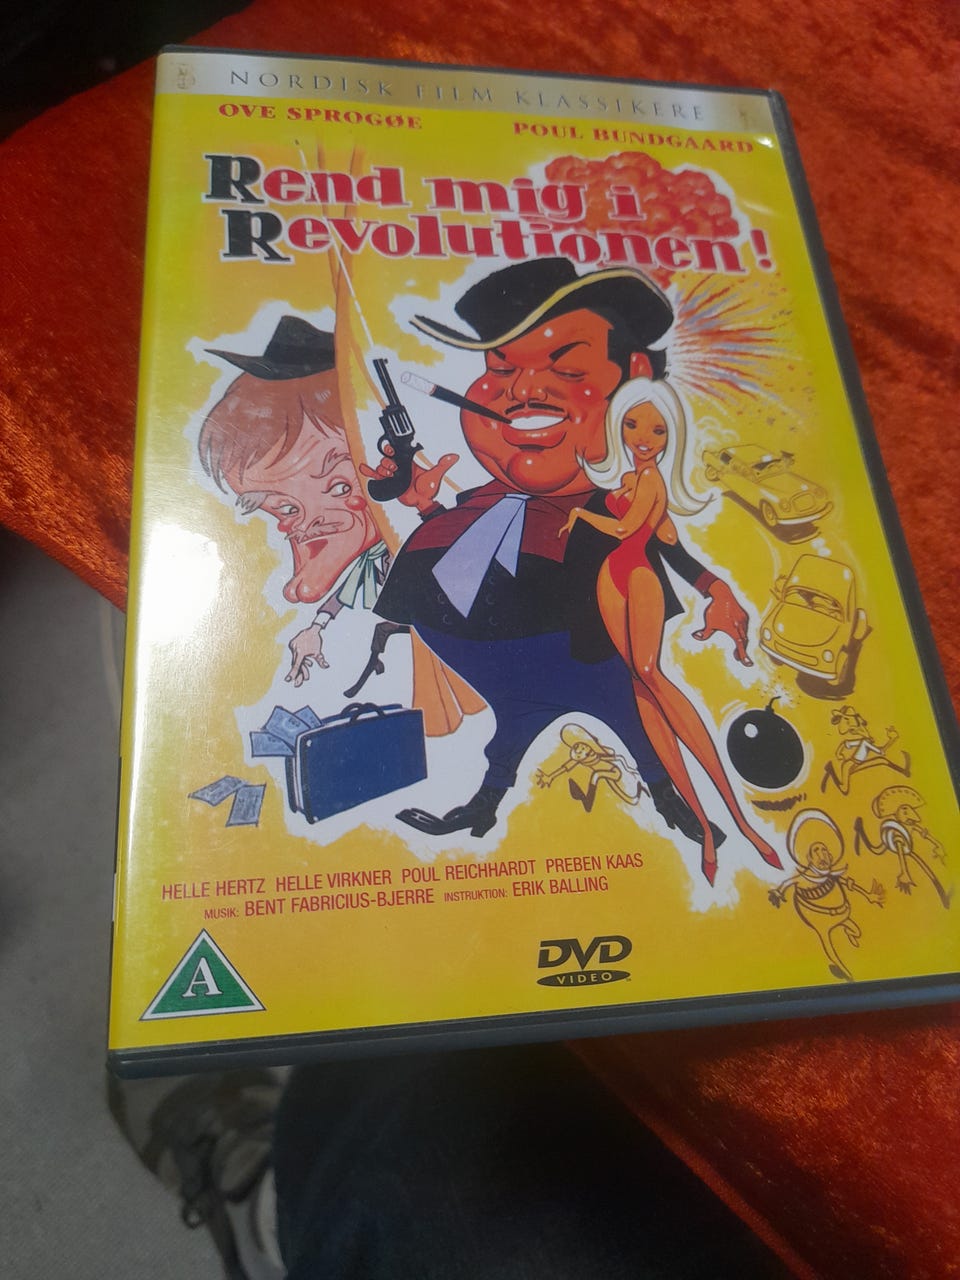 NORDISK FILM KLASSIKERE
OVE SPROGØE POUL BUNDGAARD
Rend mig i
Revolutionen!
HELLE HERTZ HELLE VIRKNER POUL REICHHARDT PREBEN KAAS
MUSIK: BENT FABRICIUS-BJERRE INSTRUKTION: ERIK BALLING
A
DVD
VIDEO